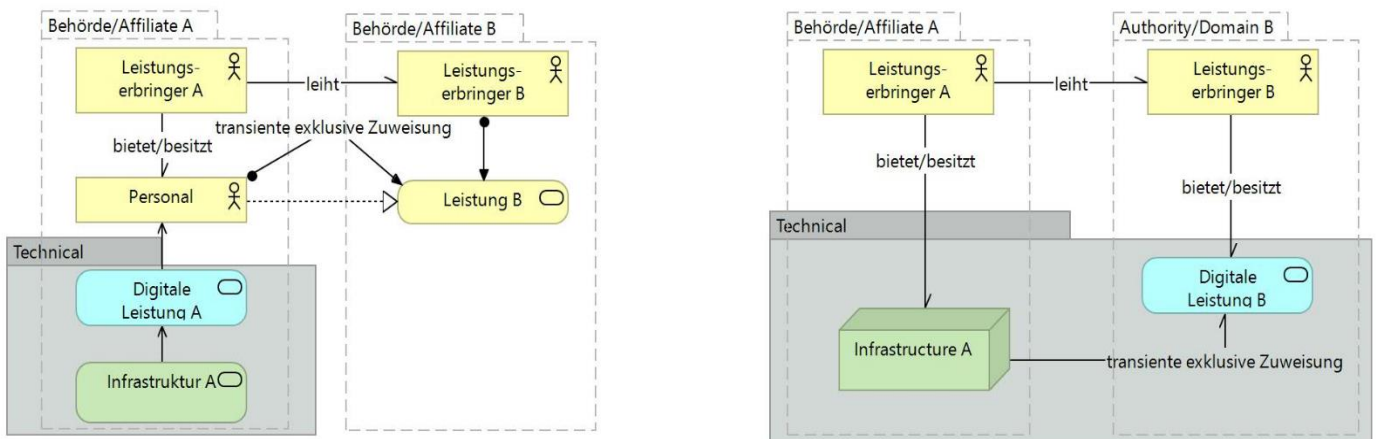 Behörde/Affiliate A
Behörde/Affiliate B
Leistungs-
erbringer A
leiht
Leistungs-
erbringer B
transiente exklusive Zuweisung
bietet/besitzt
Personal
Leistung B
Technical
Digitale
Leistung A
Infrastruktur A
Behörde/Affiliate A
Authority/Domain B
Leistungs-
erbringer A
leiht
Leistungs-
erbringer B
bietet/besitzt
bietet/besitzt
Technical
Digitale
Leistung B
Infrastructure A
transiente exklusive Zuweisung